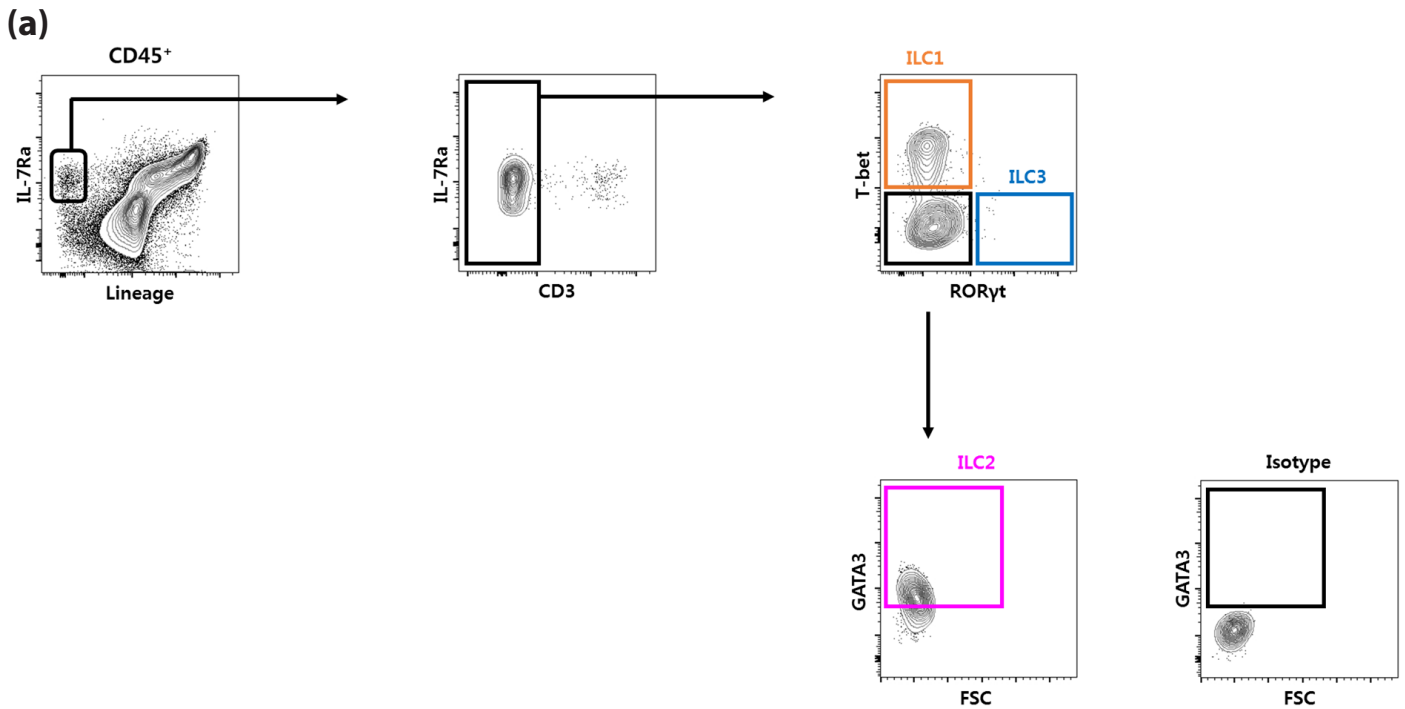 (a)
CD45⁺
IL-7Ra
Lineage
IL-7Ra
CD3
ILC1
T-bet
ILC3
RORγt
ILC2
GATA3
FSC
Isotype
GATA3
FSC